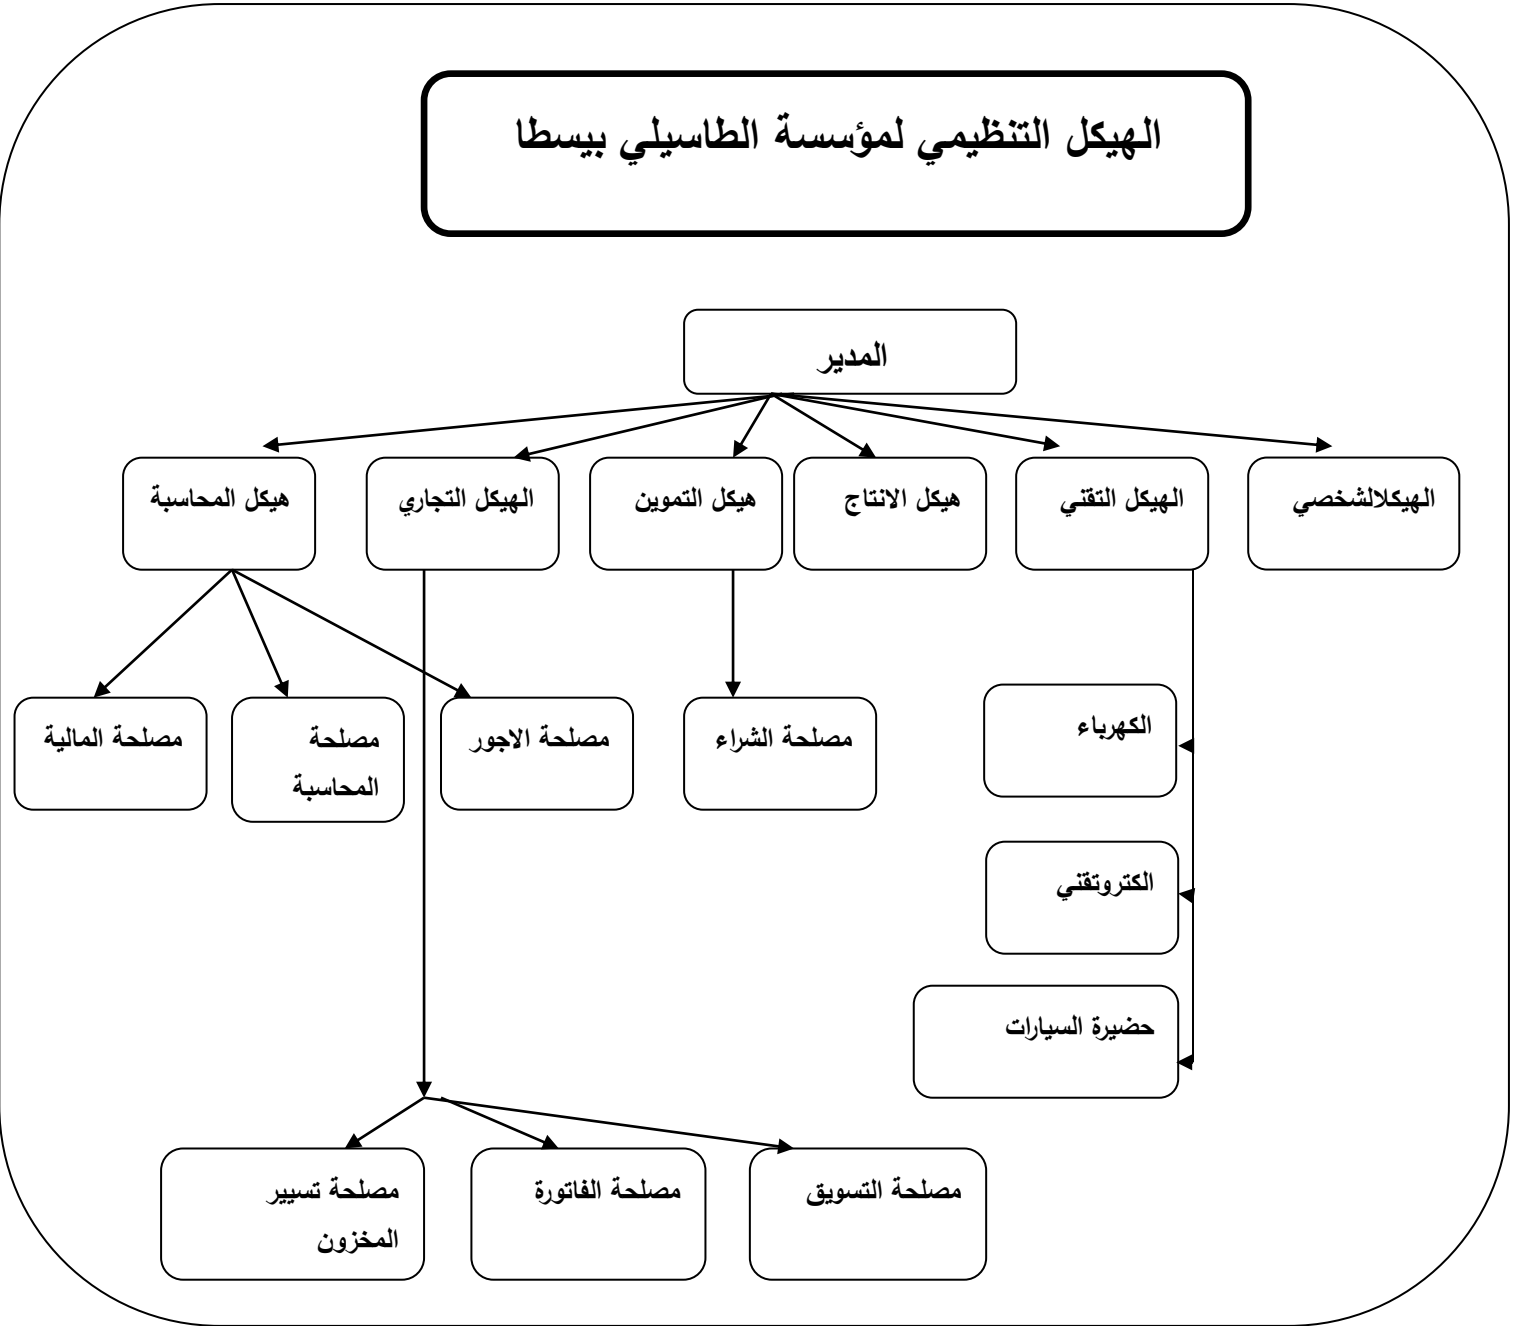 الهيكل التنظيمي لمؤسسة الطاسيلي بيسطا
المدير
الهيكلالشخصي
الهيكل التقني
هيكل الانتاج
هيكل التموين
الهيكل التجاري
هيكل المحاسبة
الكهرباء
مصلحة الشراء
مصلحة الاجور
مصلحة
المحاسبة
مصلحة المالية
الكتروتقني
حضيرة السيارات
مصلحة التسويق
مصلحة الفاتورة
مصلحة تسيير
المخزون